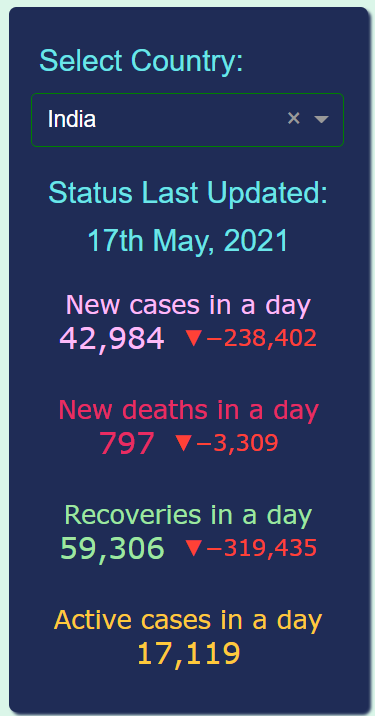 Select Country:
India × 
Status Last Updated:
17th May, 2021
New cases in a day
42,984 ▼−238,402
New deaths in a day
797 ▼−3,309
Recoveries in a day
59,306 ▼−319,435
Active cases in a day
17,119